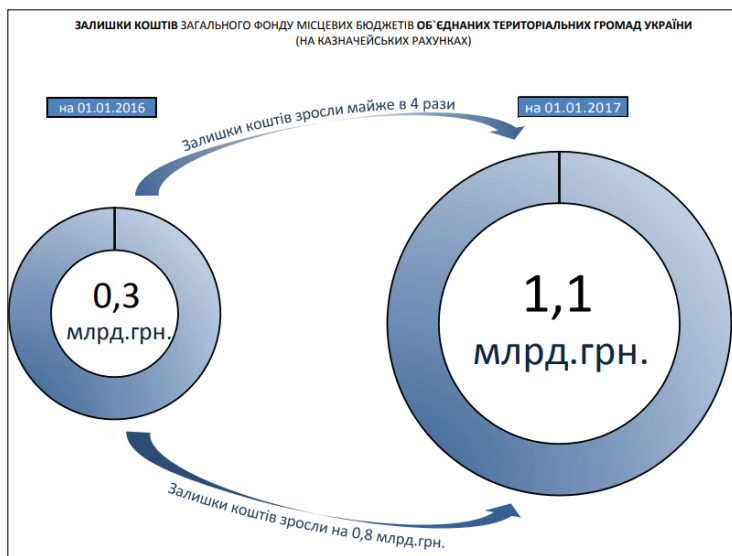 ЗАЛИШКИ КОШТІВ ЗАГАЛЬНОГО ФОНДУ МІСЦЕВИХ БЮДЖЕТІВ ОБ`ЄДНАНИХ ТЕРИТОРІАЛЬНИХ ГРОМАД УКРАЇНИ
(НА КАЗНАЧЕЙСЬКИХ РАХУНКАХ)
на 01.01.2016
Залишки коштів зросли майже в 4 рази
на 01.01.2017
0,3
млрд.грн.
1,1
млрд.грн.
Залишки коштів зросли на 0,8 млрд.грн.